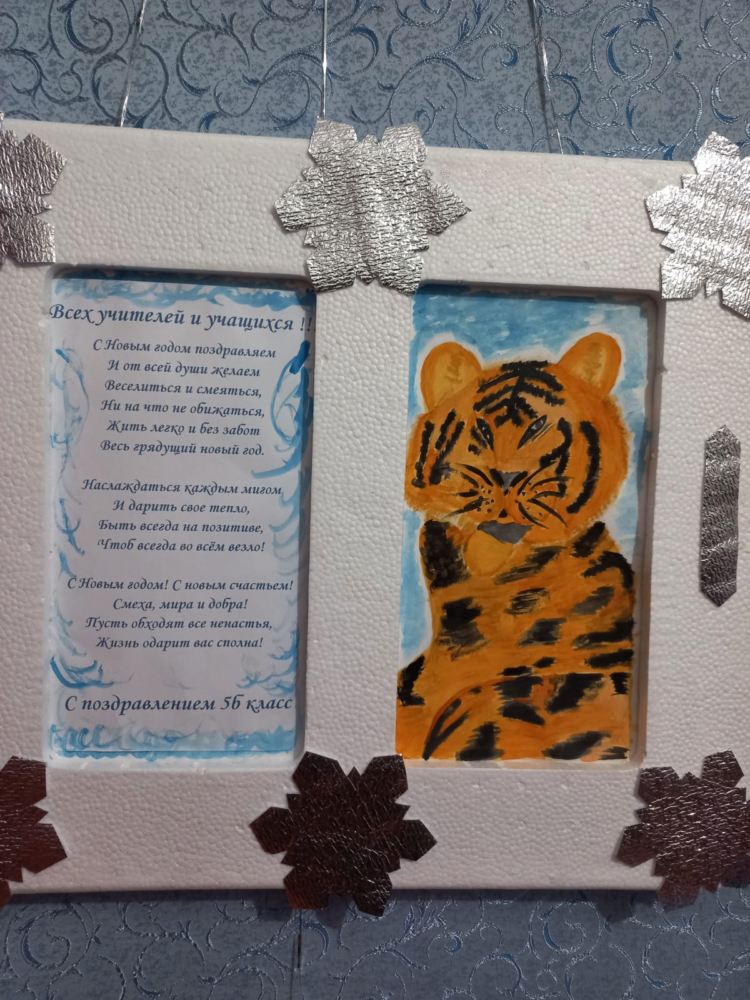 Всех учителей и учащихся !!!
С Новым годом поздравляем
И от всей души желаем
Веселиться и смеяться,
Ни на что не обижаться,
Жить легко и без забот
Весь грядущий новый год.
Наслаждаться каждым мигом
И дарить свое тепло,
Быть всегда на позитиве,
Чтоб всегда во всём везло!
С Новым годом! С новым счастьем!
Смеха, мира и добра!
Пусть обходят все ненастья,
Жизнь одарит вас сполна!
С поздравлением 5б класс